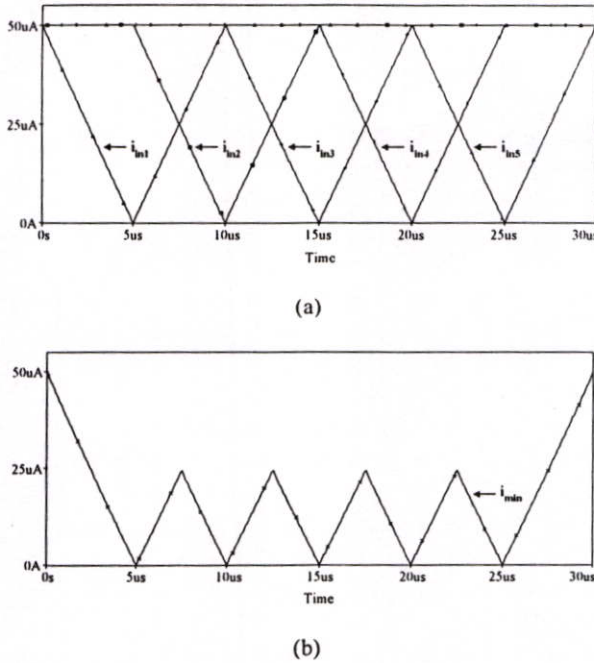 50uA
25uA
0A
i_in1
i_in2
i_in3
i_in4
i_in5
0s 5us 10us 15us 20us 25us 30us
Time
(a)
50uA
25uA
0A
i_min
0s 5us 10us 15us 20us 25us 30us
Time
(b)